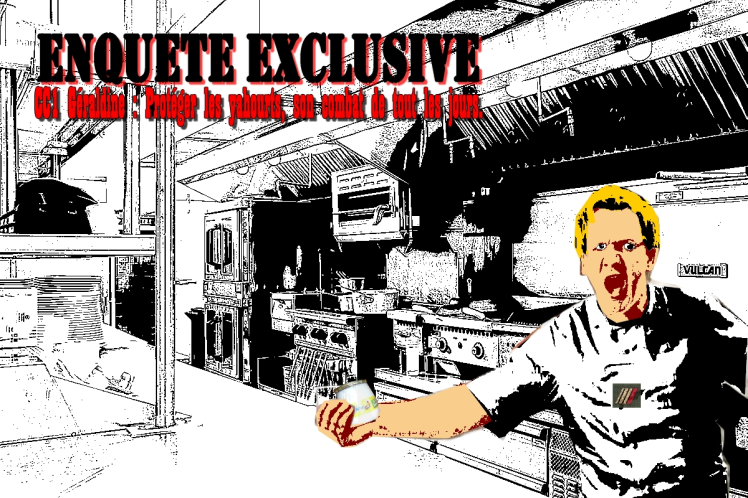 ENQUETE EXCLUSIVE
CC1 Géraldine : Protéger les yahourts, son combat de tout les jours.
VULCAN